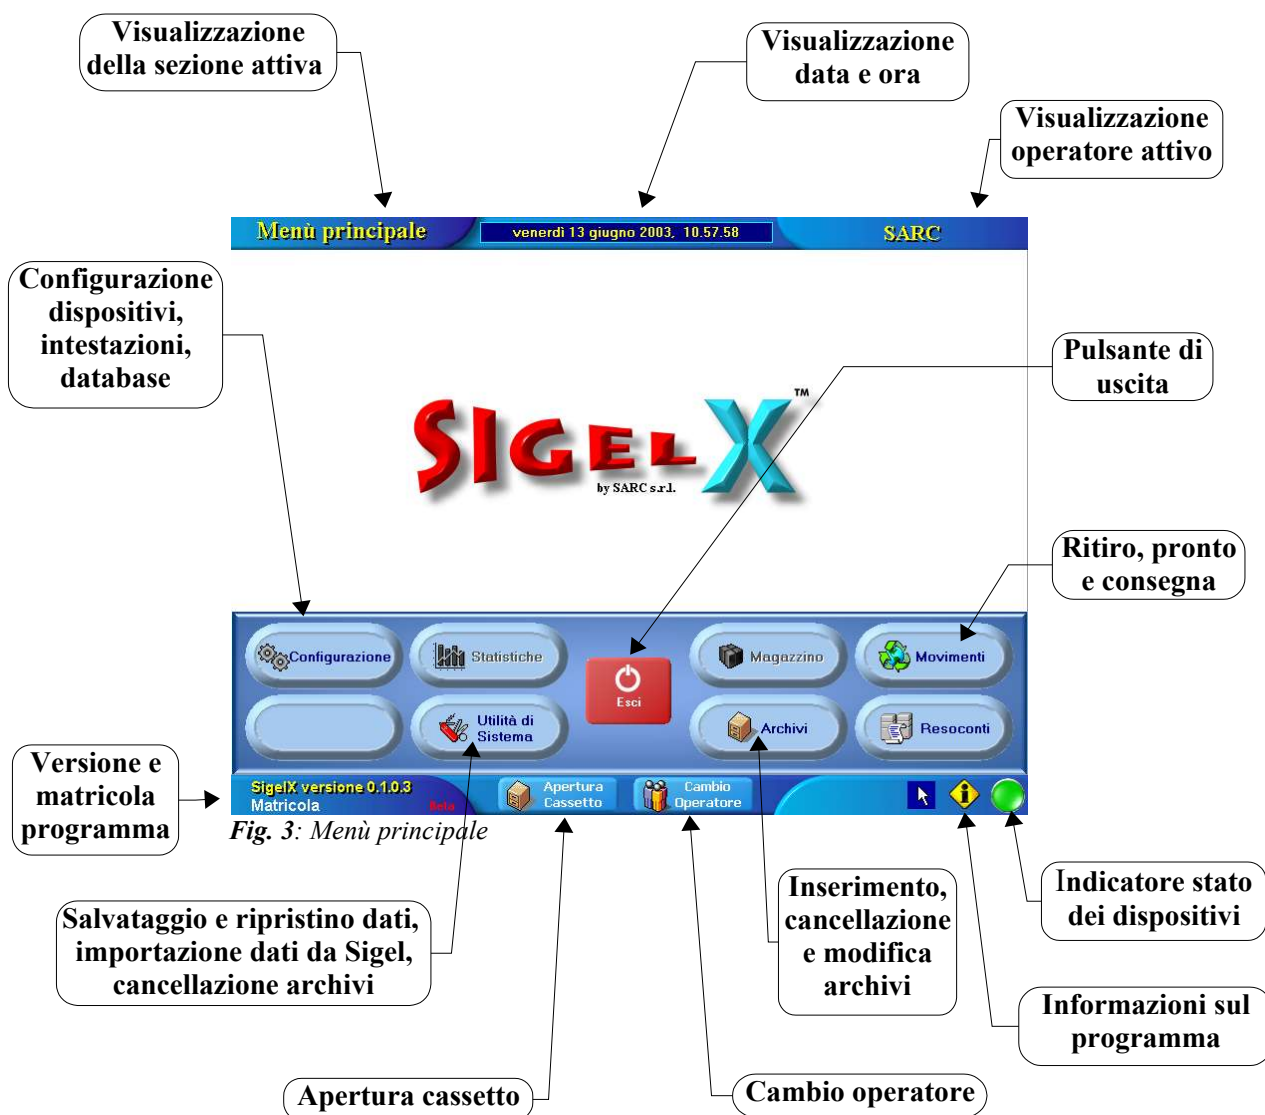 Visualizzazione
della sezione attiva
Visualizzazione
data e ora
Visualizzazione
operatore attivo
Menù principale
venerdì 13 giugno 2003, 10.57.58
SARC
Configurazione
dispositivi,
intestazioni,
database
Pulsante di
uscita
SIGELX™
by SARC s.r.l.
Ritiro, pronto
e consegna
Configurazione
Statistiche
Esci
Magazzino
Movimenti
Utilità di
Sistema
Archivi
Resoconti
Versione e
matricola
programma
SigelX versione 0.1.0.3
Matricola
Beta
Apertura
Cassetto
Cambio
Operatore
Fig. 3: Menù principale
Salvataggio e ripristino dati,
importazione dati da Sigel,
cancellazione archivi
Inserimento,
cancellazione
e modifica
archivi
Indicatore stato
dei dispositivi
Informazioni sul
programma
Apertura cassetto
Cambio operatore